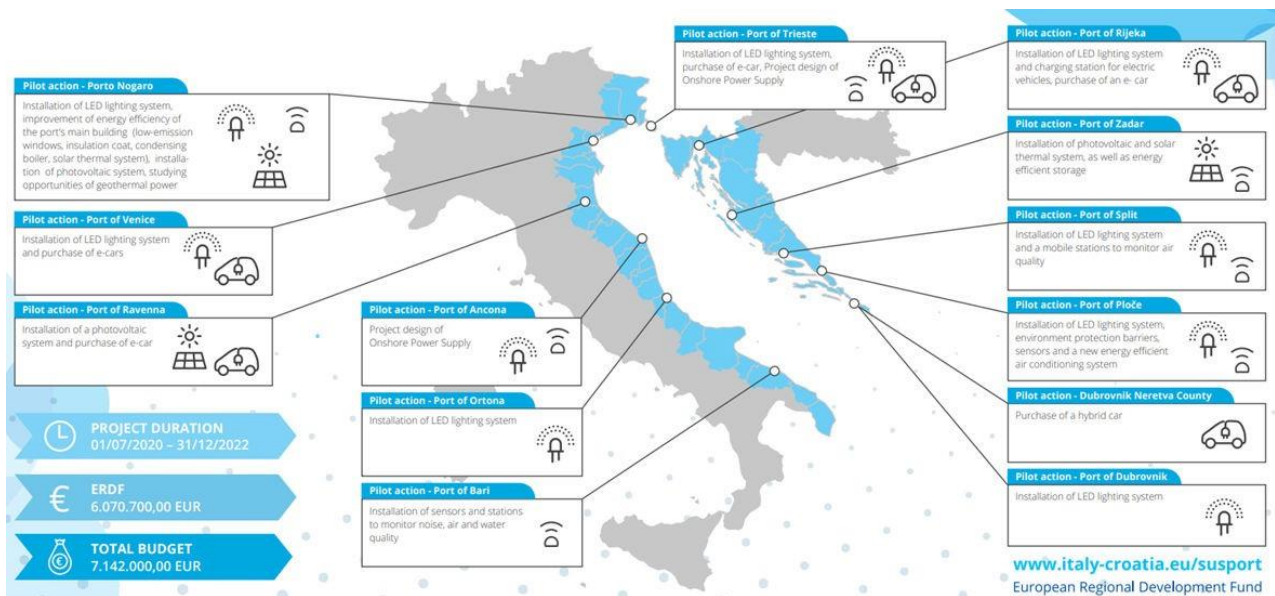 Pilot action - Porto Nogaro
Installation of LED lighting system,
improvement of energy efficiency of
the port's main building (low-emission
windows, insulation coat, condensing
boiler, solar thermal system), installa-
tion of photovoltaic system, studying
opportunities of geothermal power
Pilot action - Port of Venice
Installation of LED lighting system
and purchase of e-cars
Pilot action - Port of Ravenna
Installation of a photovoltaic
system and purchase of e-car
PROJECT DURATION
01/07/2020 – 31/12/2022
€
ERDF
6.070.700,00 EUR
€
TOTAL BUDGET
7.142.000,00 EUR
Pilot action - Port of Ancona
Project design of
Onshore Power Supply
Pilot action - Port of Ortona
Installation of LED lighting system
Pilot action - Port of Bari
Installation of sensors and stations
to monitor noise, air and water
quality
Pilot action - Port of Trieste
Installation of LED lighting system,
purchase of e-car, Project design of
Onshore Power Supply
Pilot action - Port of Rijeka
Installation of LED lighting system
and charging station for electric
vehicles, purchase of an e- car
Pilot action - Port of Zadar
Installation of photovoltaic and solar
thermal system, as well as energy
efficient storage
Pilot action - Port of Split
Installation of LED lighting system
and a mobile stations to monitor air
quality
Pilot action - Port of Ploče
Installation of LED lighting system,
environment protection barriers,
sensors and a new energy efficient
air conditioning system
Pilot action - Dubrovnik Neretva County
Purchase of a hybrid car
Pilot action - Port of Dubrovnik
Installation of LED lighting system
www.italy-croatia.eu/susport
European Regional Development Fund